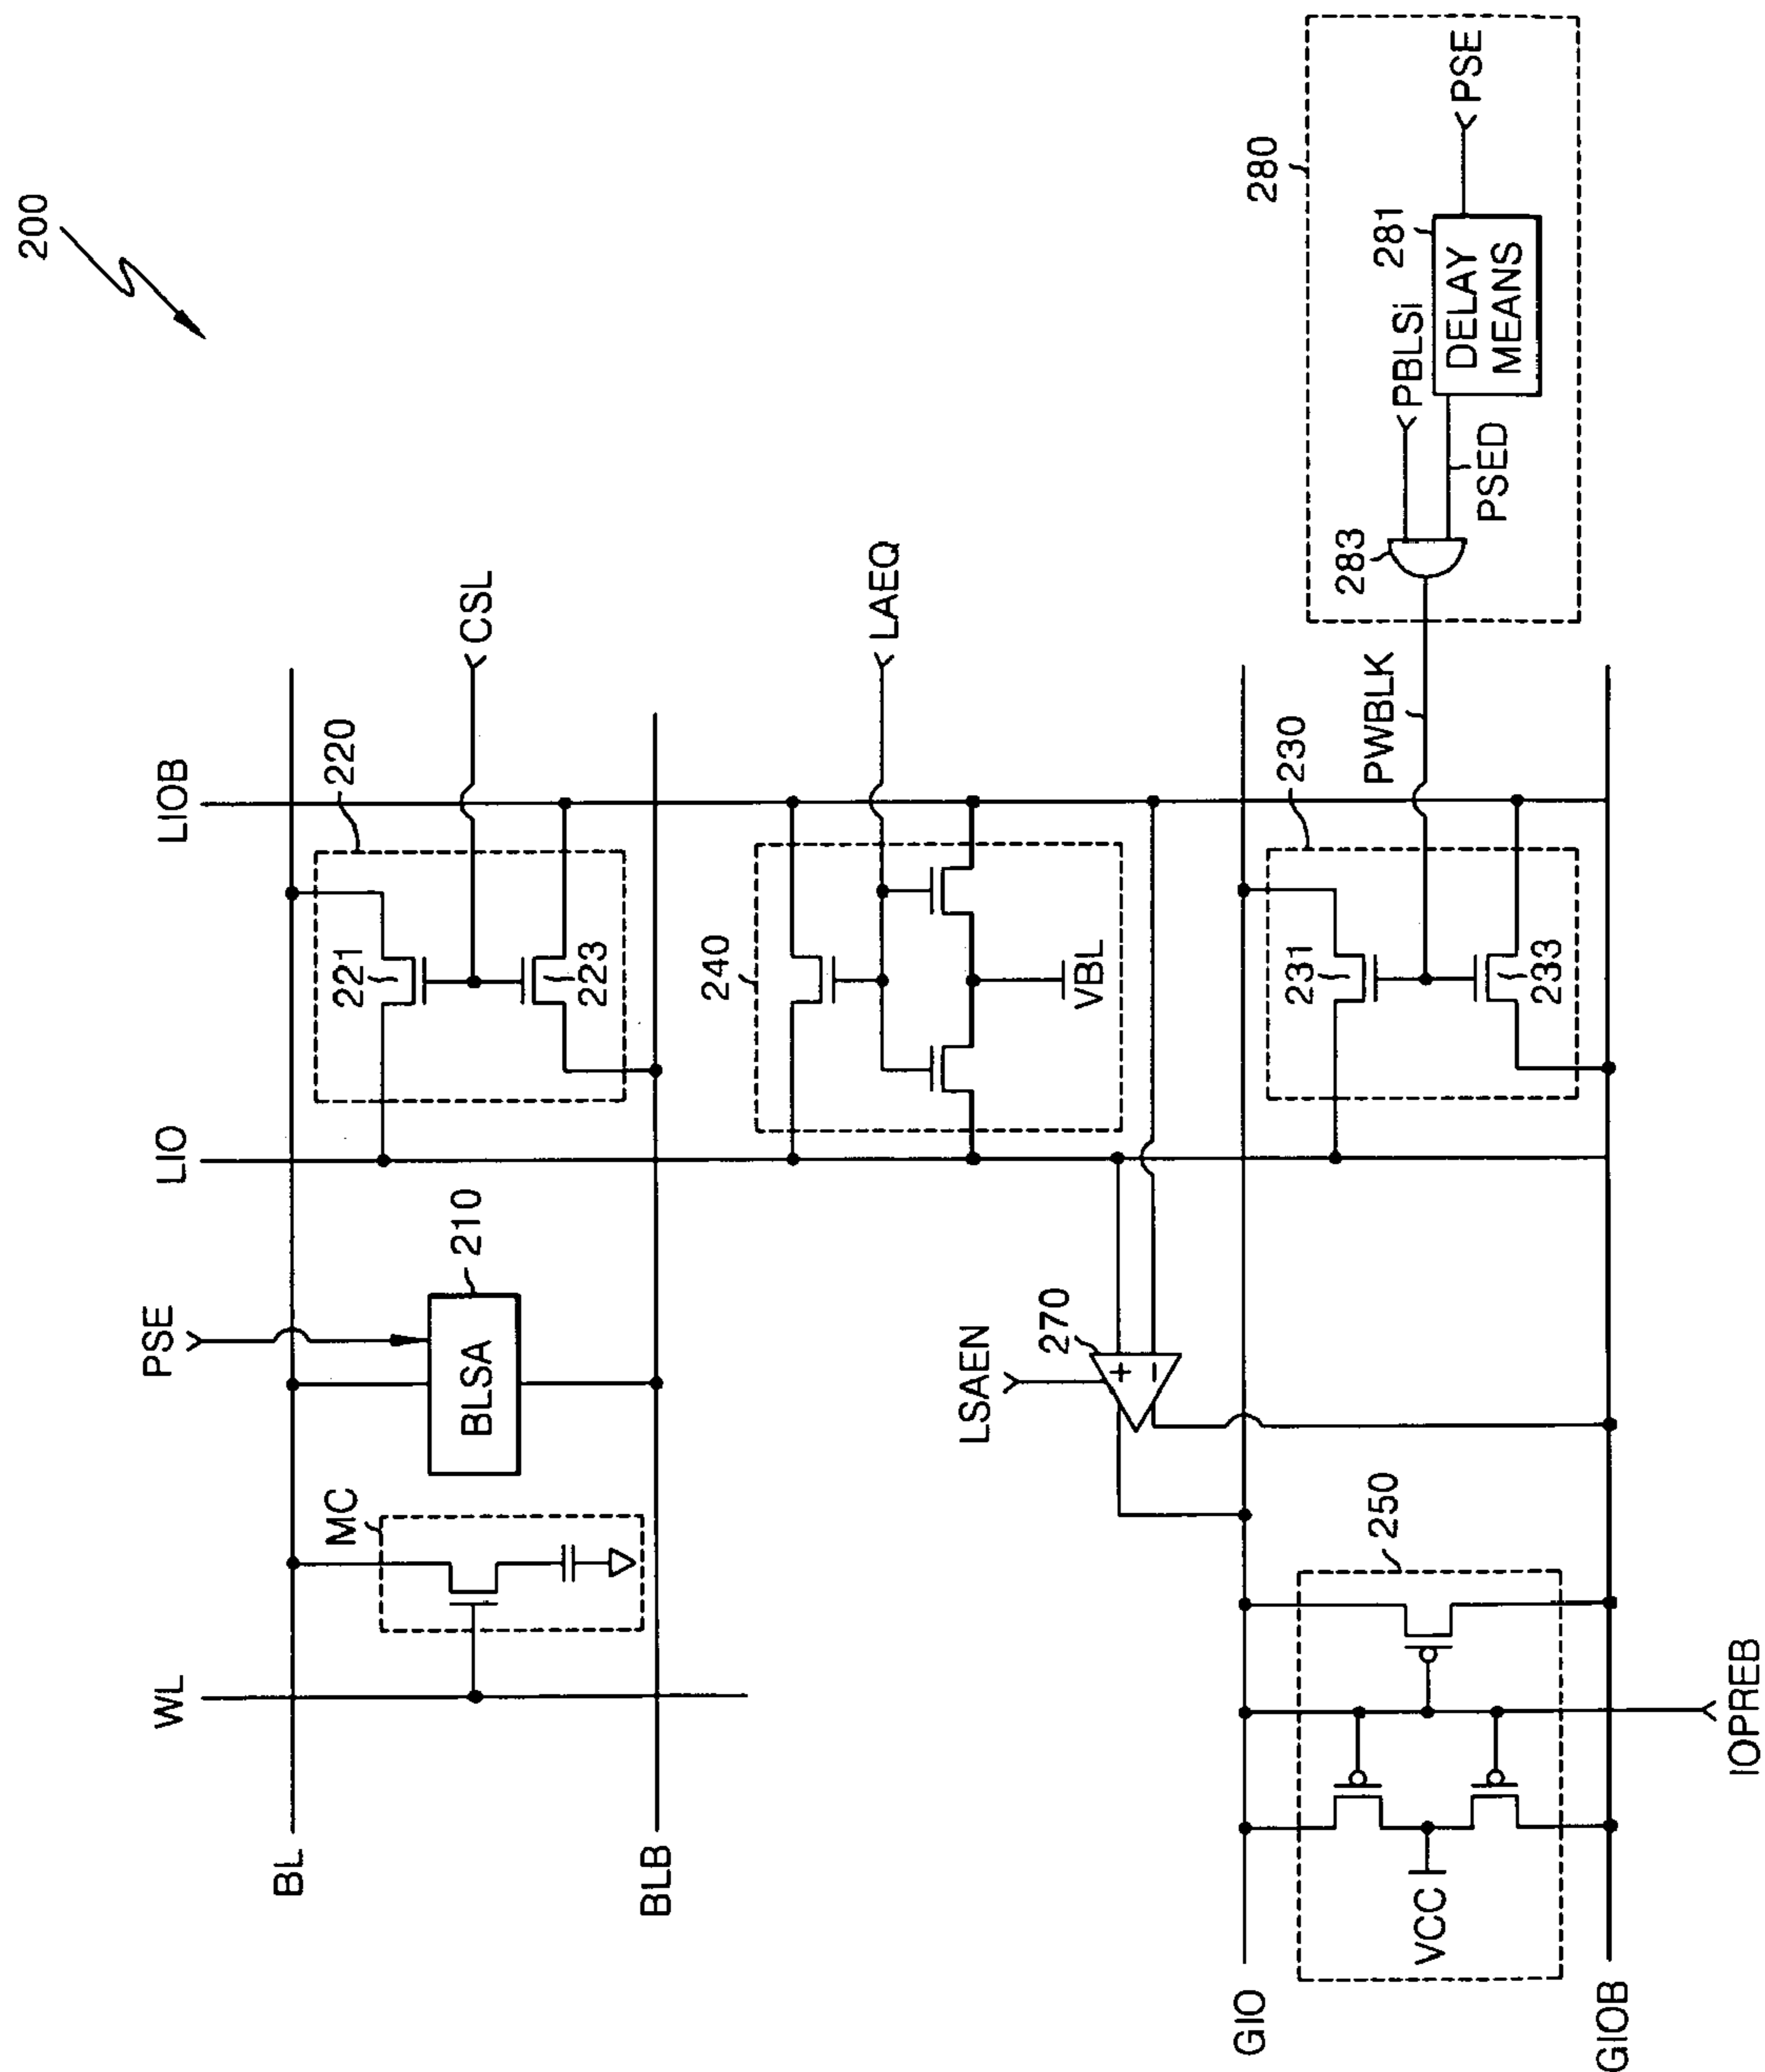 200
WL
PSE
LIO
LIOB
BL
MC
BLSA
210
221
220
CSL
223
BLB
240
LAEQ
VBL
LSAEN
270
+
−
GIO
250
VCC
IOPREB
GIOB
231
230
233
PWBLK
283
PBLSi
PSED
281
DELAY
MEANS
280
PSE